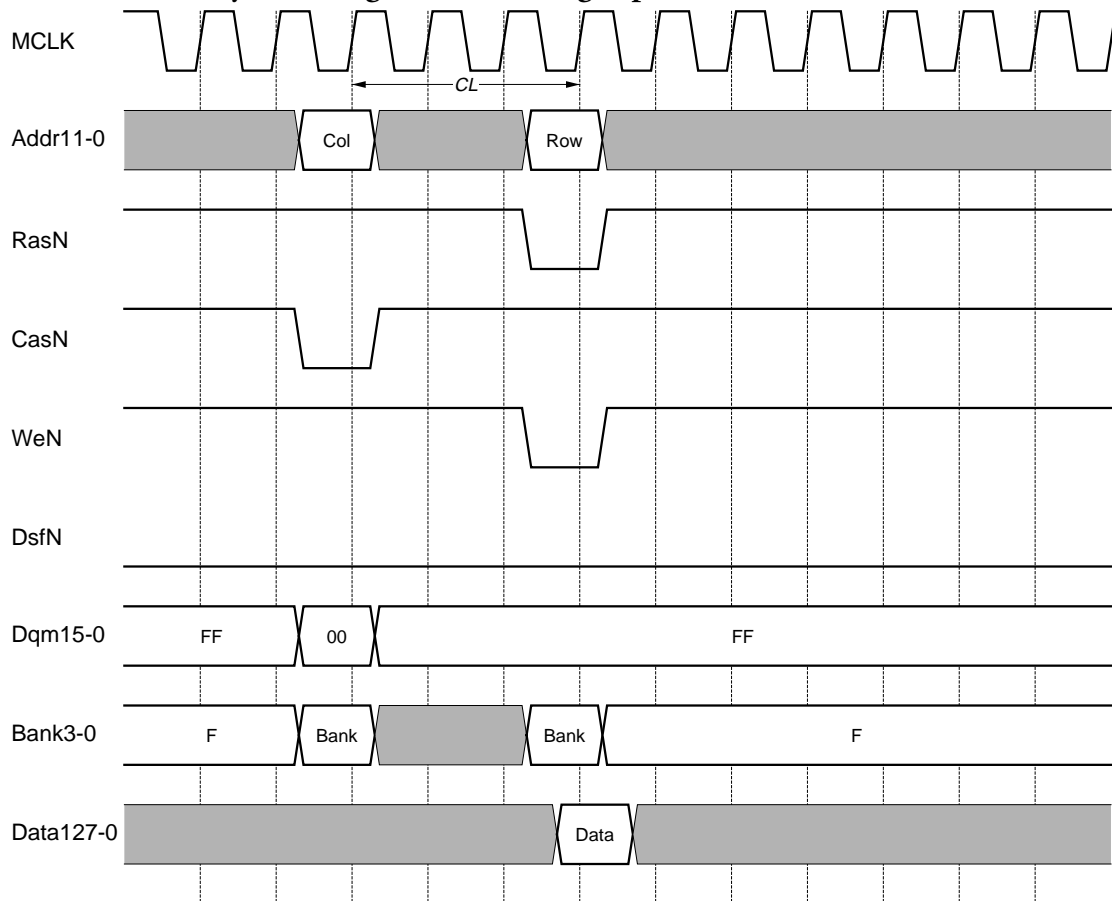 MCLK
CL
Addr11-0 Col Row
RasN
CasN
WeN
DsfN
Dqm15-0 FF 00 FF
Bank3-0 F Bank Bank F
Data127-0 Data